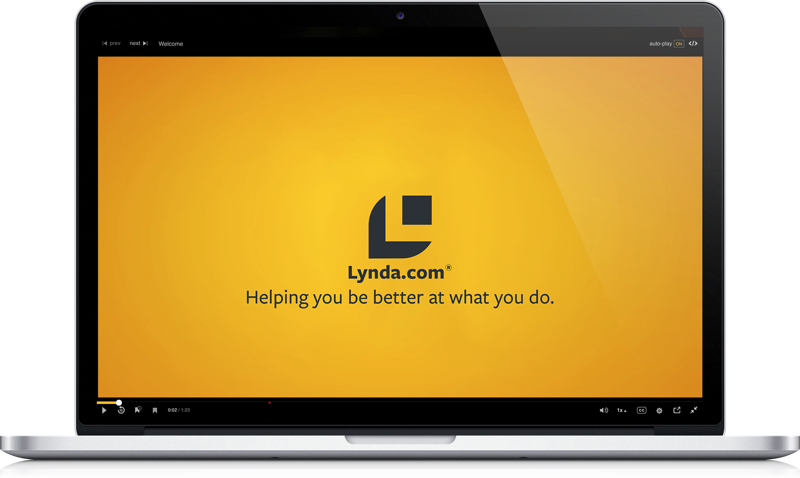 prev next Welcome auto-play ON
Lynda.com®
Helping you be better at what you do.
0:02 / 1:20 1x CC